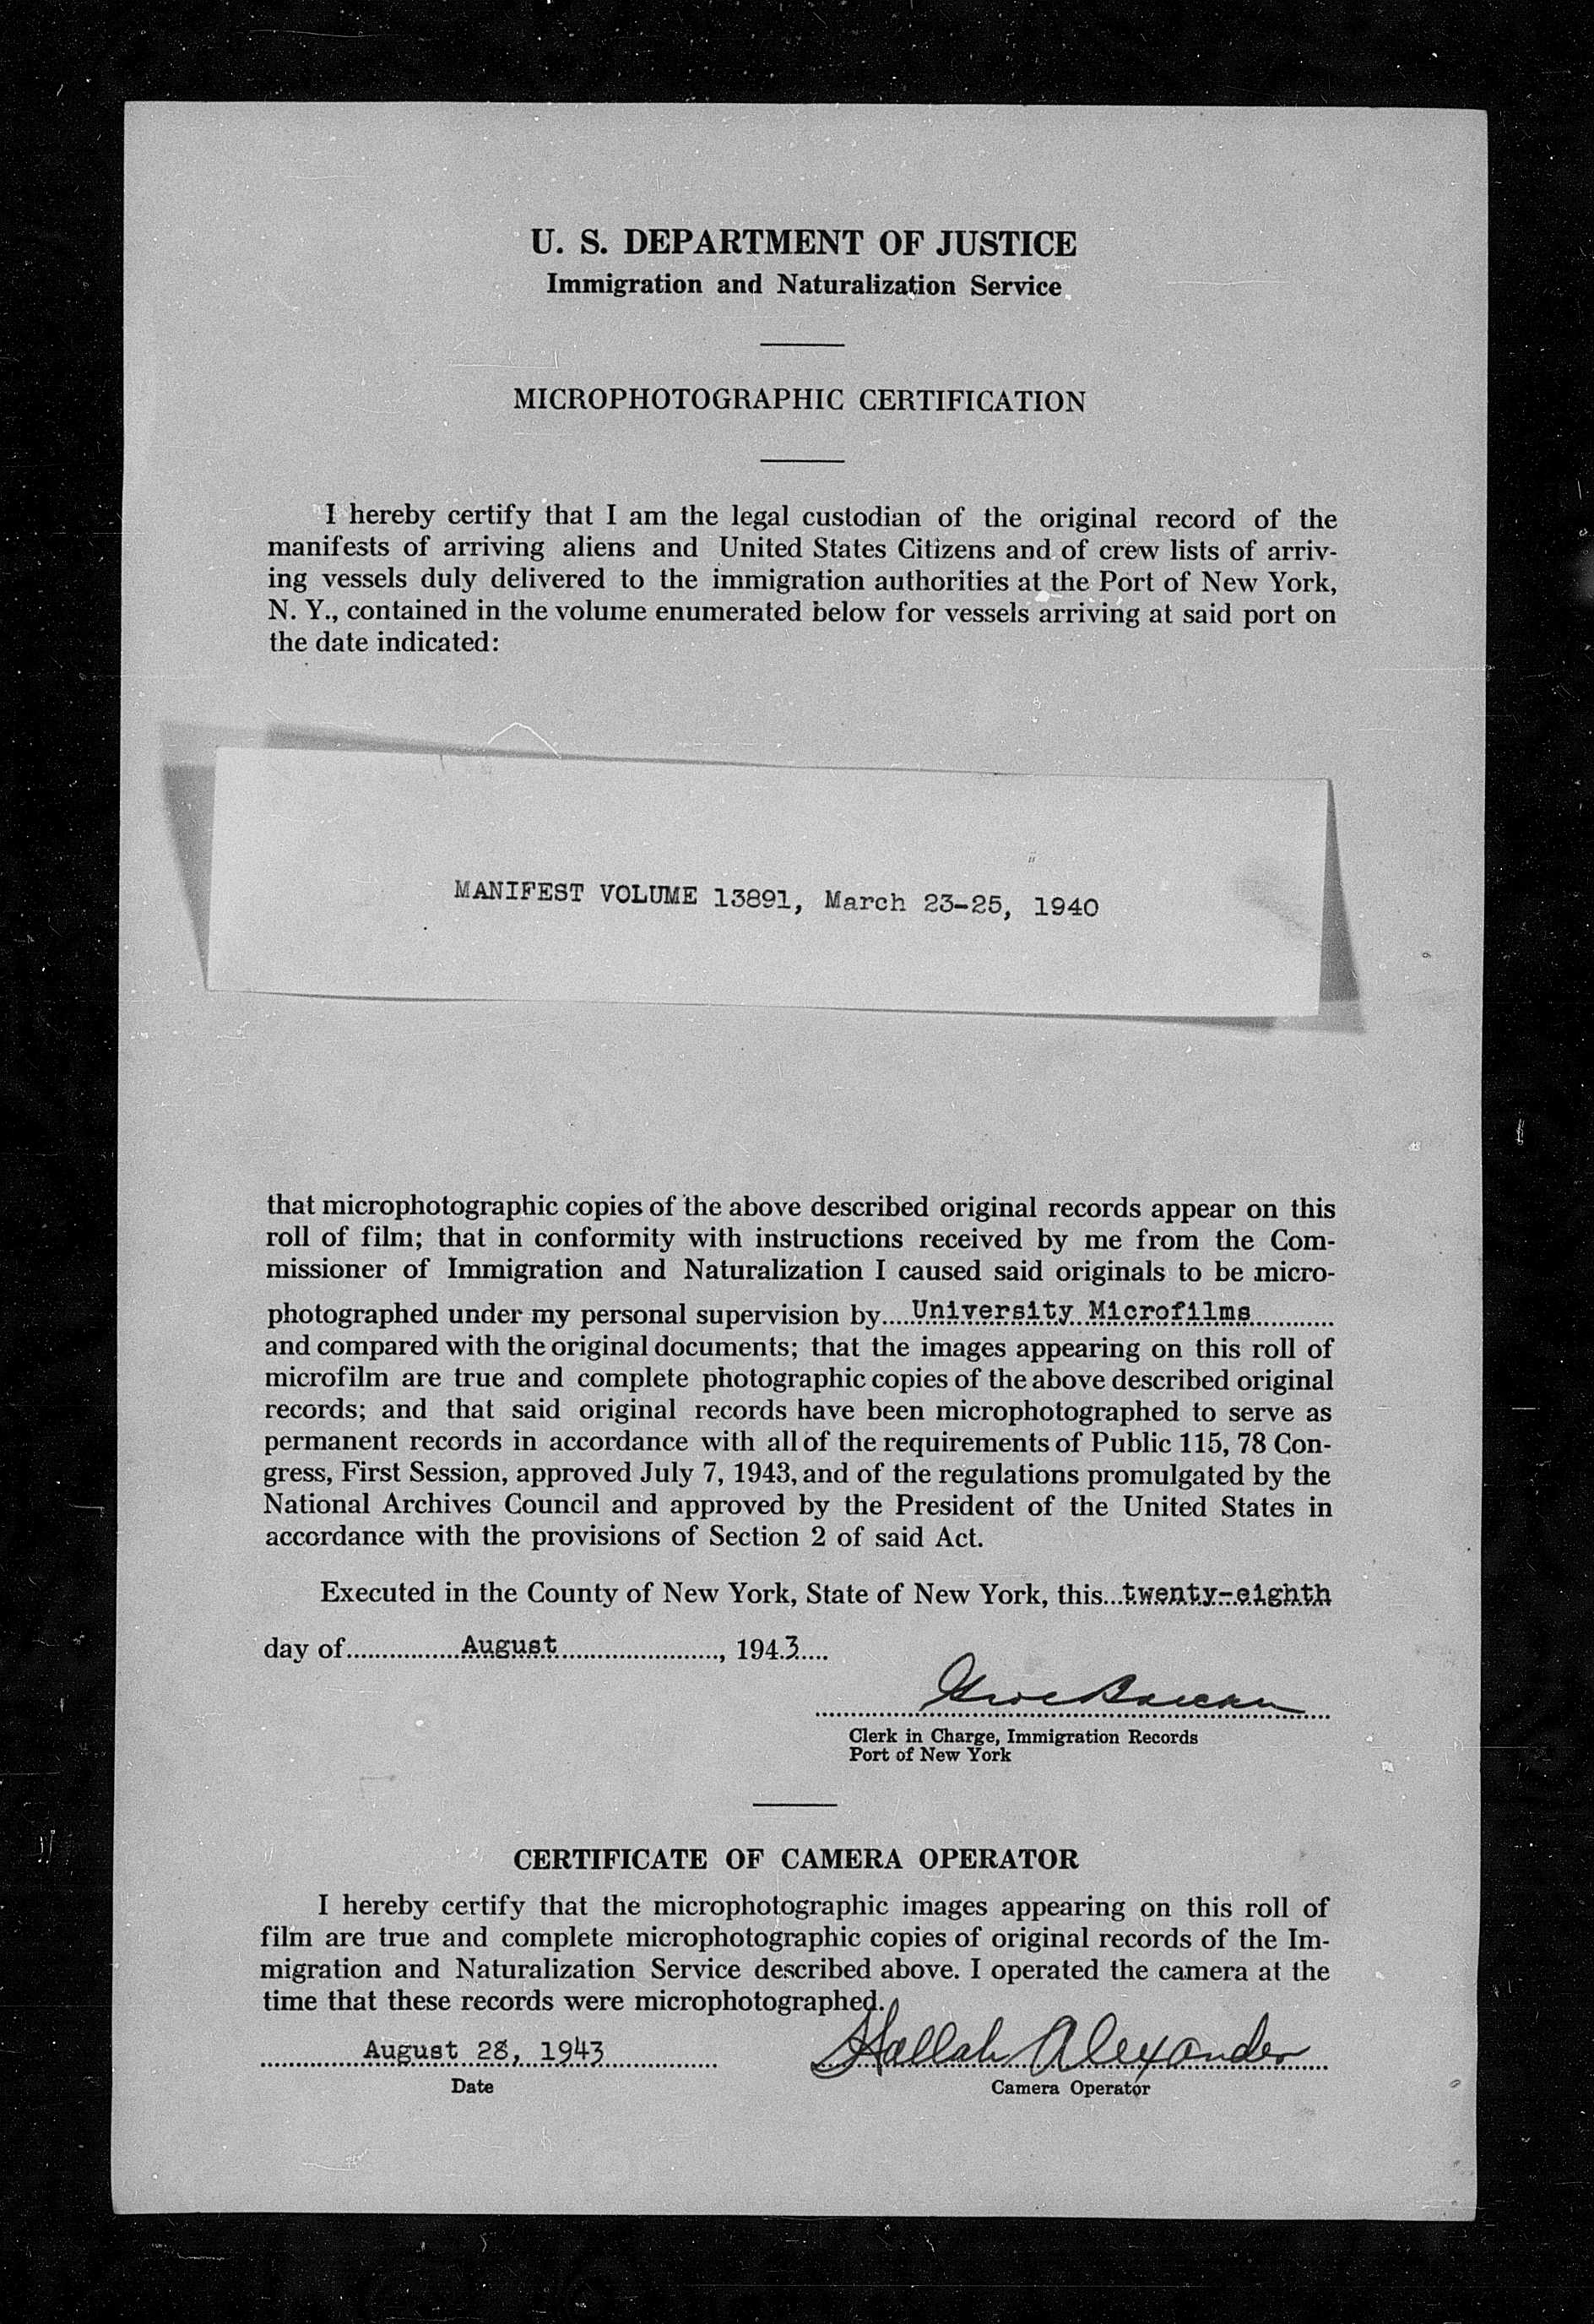 U. S. DEPARTMENT OF JUSTICE
Immigration and Naturalization Service
MICROPHOTOGRAPHIC CERTIFICATION
I hereby certify that I am the legal custodian of the original record of the
manifests of arriving aliens and United States Citizens and of crew lists of arriv-
ing vessels duly delivered to the immigration authorities at the Port of New York,
N. Y., contained in the volume enumerated below for vessels arriving at said port on
the date indicated:
MANIFEST VOLUME 13891, March 23-25, 1940
that microphotographic copies of the above described original records appear on this
roll of film; that in conformity with instructions received by me from the Com-
missioner of Immigration and Naturalization I caused said originals to be micro-
photographed under my personal supervision by.....University Microfilms............
and compared with the original documents; that the images appearing on this roll of
microfilm are true and complete photographic copies of the above described original
records; and that said original records have been microphotographed to serve as
permanent records in accordance with all of the requirements of Public 115, 78 Con-
gress, First Session, approved July 7, 1943, and of the regulations promulgated by the
National Archives Council and approved by the President of the United States in
accordance with the provisions of Section 2 of said Act.
Executed in the County of New York, State of New York, this...twenty-eighth
day of................August......................, 1943.....
Clerk in Charge, Immigration Records
Port of New York
CERTIFICATE OF CAMERA OPERATOR
I hereby certify that the microphotographic images appearing on this roll of
film are true and complete microphotographic copies of original records of the Im-
migration and Naturalization Service described above. I operated the camera at the
time that these records were microphotographed.
August 28, 1943 Hallah Alexander
Date Camera Operator